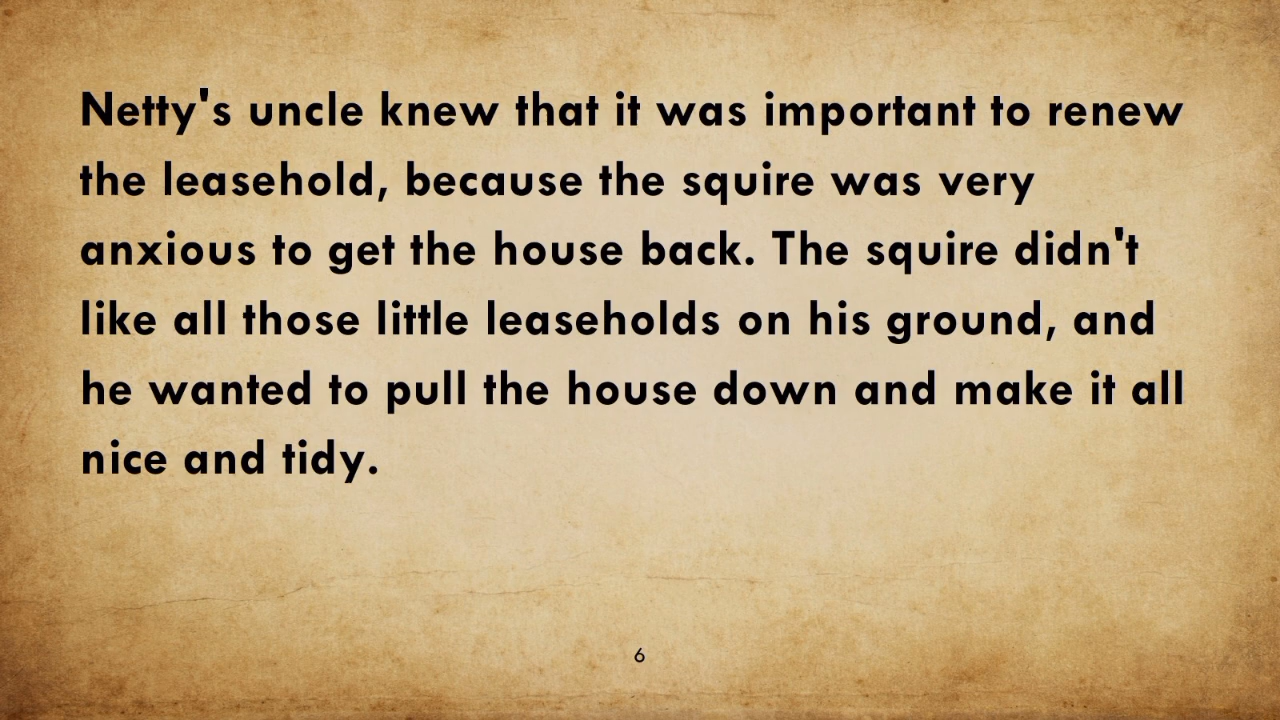 Netty's uncle knew that it was important to renew
the leasehold, because the squire was very
anxious to get the house back. The squire didn't
like all those little leaseholds on his ground, and
he wanted to pull the house down and make it all
nice and tidy.
6